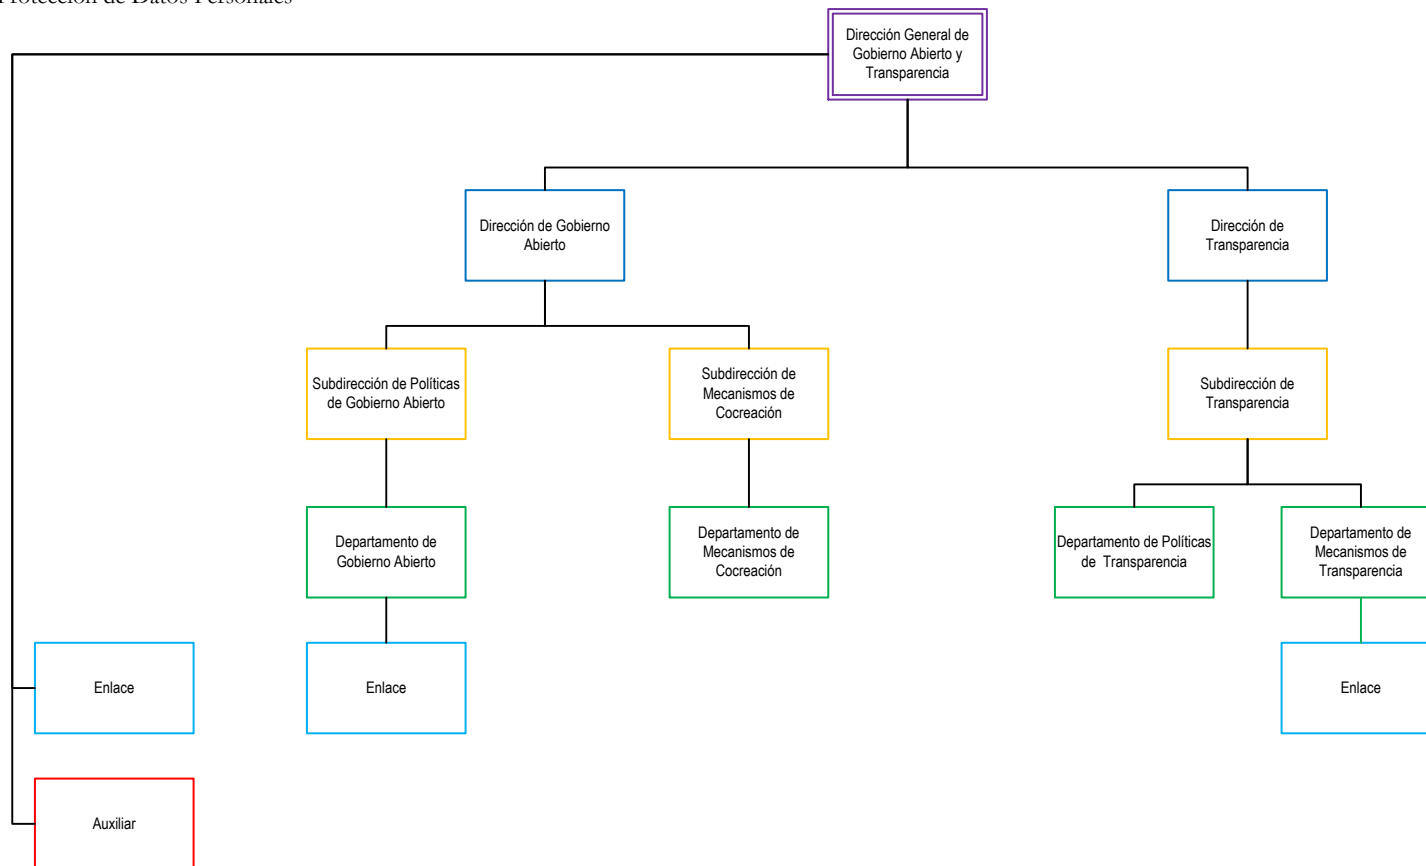 Protección de Datos Personales
Dirección General de
Gobierno Abierto y
Transparencia
Dirección de Gobierno
Abierto
Dirección de
Transparencia
Subdirección de Políticas
de Gobierno Abierto
Subdirección de
Mecanismos de
Cocreación
Subdirección de
Transparencia
Departamento de
Gobierno Abierto
Departamento de
Mecanismos de
Cocreación
Departamento de Políticas
de Transparencia
Departamento de
Mecanismos de
Transparencia
Enlace
Enlace
Enlace
Auxiliar